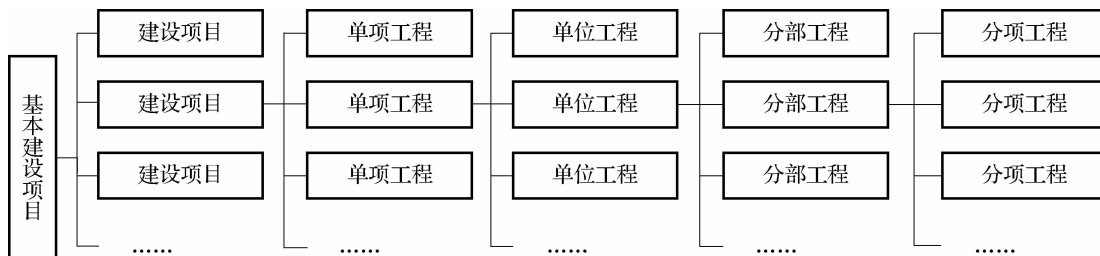 基本建设项目
建设项目 单项工程 单位工程 分部工程 分项工程
建设项目 单项工程 单位工程 分部工程 分项工程
建设项目 单项工程 单位工程 分部工程 分项工程
…… …… …… …… ……